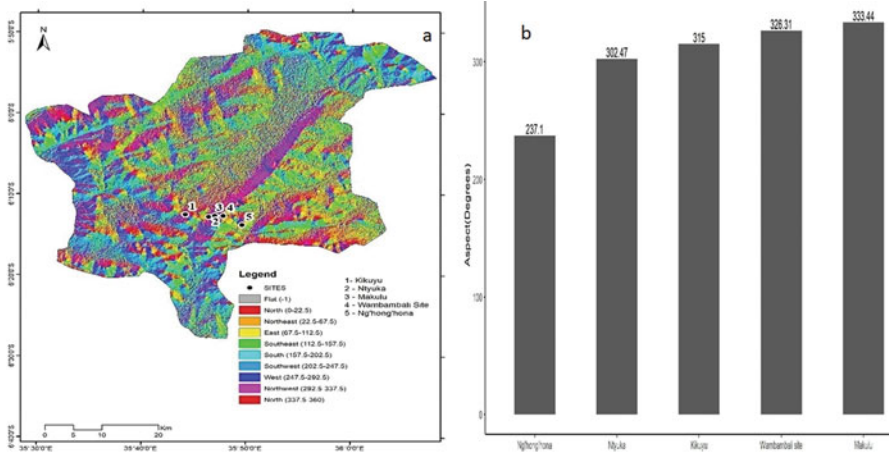 a
N
5°50'0"S
6°0'0"S
6°10'0"S
6°20'0"S
6°30'0"S
6°40'0"S
1
2
3
4
5
Legend
SITES
Flat (-1)
North (0-22.5)
Northeast (22.5-67.5)
East (67.5-112.5)
Southeast (112.5-157.5)
South (157.5-202.5)
Southwest (202.5-247.5)
West (247.5-292.5)
Northwest (292.5-337.5)
North (337.5-360)
1- Kikuyu
2 - Ntyuka
3 - Makulu
4 - Wambambali Site
5 - Ng'hong'hona
0 5 10 20
Km
35°30'0"E 35°40'0"E 35°50'0"E 36°0'0"E
b
Aspect(Degrees)
300
200
100
0
237.1
302.47
315
326.31
333.44
Ng'hong'hona
Ntyuka
Kikuyu
Wambambali site
Makulu